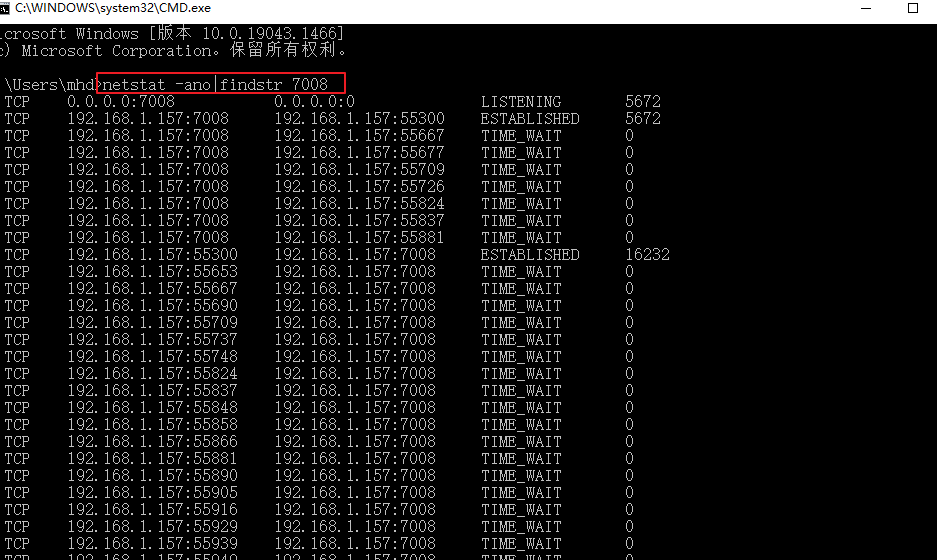 C:\WINDOWS\system32\CMD.exe
icrosoft Windows [版本 10.0.19043.1466]
c) Microsoft Corporation。保留所有权利。
\Users\mhd>netstat -ano|findstr 7008
TCP 0.0.0.0:7008 0.0.0.0:0 LISTENING 5672
TCP 192.168.1.157:7008 192.168.1.157:55300 ESTABLISHED 5672
TCP 192.168.1.157:7008 192.168.1.157:55667 TIME_WAIT 0
TCP 192.168.1.157:7008 192.168.1.157:55677 TIME_WAIT 0
TCP 192.168.1.157:7008 192.168.1.157:55709 TIME_WAIT 0
TCP 192.168.1.157:7008 192.168.1.157:55726 TIME_WAIT 0
TCP 192.168.1.157:7008 192.168.1.157:55824 TIME_WAIT 0
TCP 192.168.1.157:7008 192.168.1.157:55837 TIME_WAIT 0
TCP 192.168.1.157:7008 192.168.1.157:55881 TIME_WAIT 0
TCP 192.168.1.157:55300 192.168.1.157:7008 ESTABLISHED 16232
TCP 192.168.1.157:55653 192.168.1.157:7008 TIME_WAIT 0
TCP 192.168.1.157:55667 192.168.1.157:7008 TIME_WAIT 0
TCP 192.168.1.157:55690 192.168.1.157:7008 TIME_WAIT 0
TCP 192.168.1.157:55709 192.168.1.157:7008 TIME_WAIT 0
TCP 192.168.1.157:55737 192.168.1.157:7008 TIME_WAIT 0
TCP 192.168.1.157:55748 192.168.1.157:7008 TIME_WAIT 0
TCP 192.168.1.157:55824 192.168.1.157:7008 TIME_WAIT 0
TCP 192.168.1.157:55837 192.168.1.157:7008 TIME_WAIT 0
TCP 192.168.1.157:55848 192.168.1.157:7008 TIME_WAIT 0
TCP 192.168.1.157:55858 192.168.1.157:7008 TIME_WAIT 0
TCP 192.168.1.157:55866 192.168.1.157:7008 TIME_WAIT 0
TCP 192.168.1.157:55881 192.168.1.157:7008 TIME_WAIT 0
TCP 192.168.1.157:55890 192.168.1.157:7008 TIME_WAIT 0
TCP 192.168.1.157:55905 192.168.1.157:7008 TIME_WAIT 0
TCP 192.168.1.157:55916 192.168.1.157:7008 TIME_WAIT 0
TCP 192.168.1.157:55929 192.168.1.157:7008 TIME_WAIT 0
TCP 192.168.1.157:55939 192.168.1.157:7008 TIME_WAIT 0
TCP 192.168.1.157:7008 TIME_WAIT 0